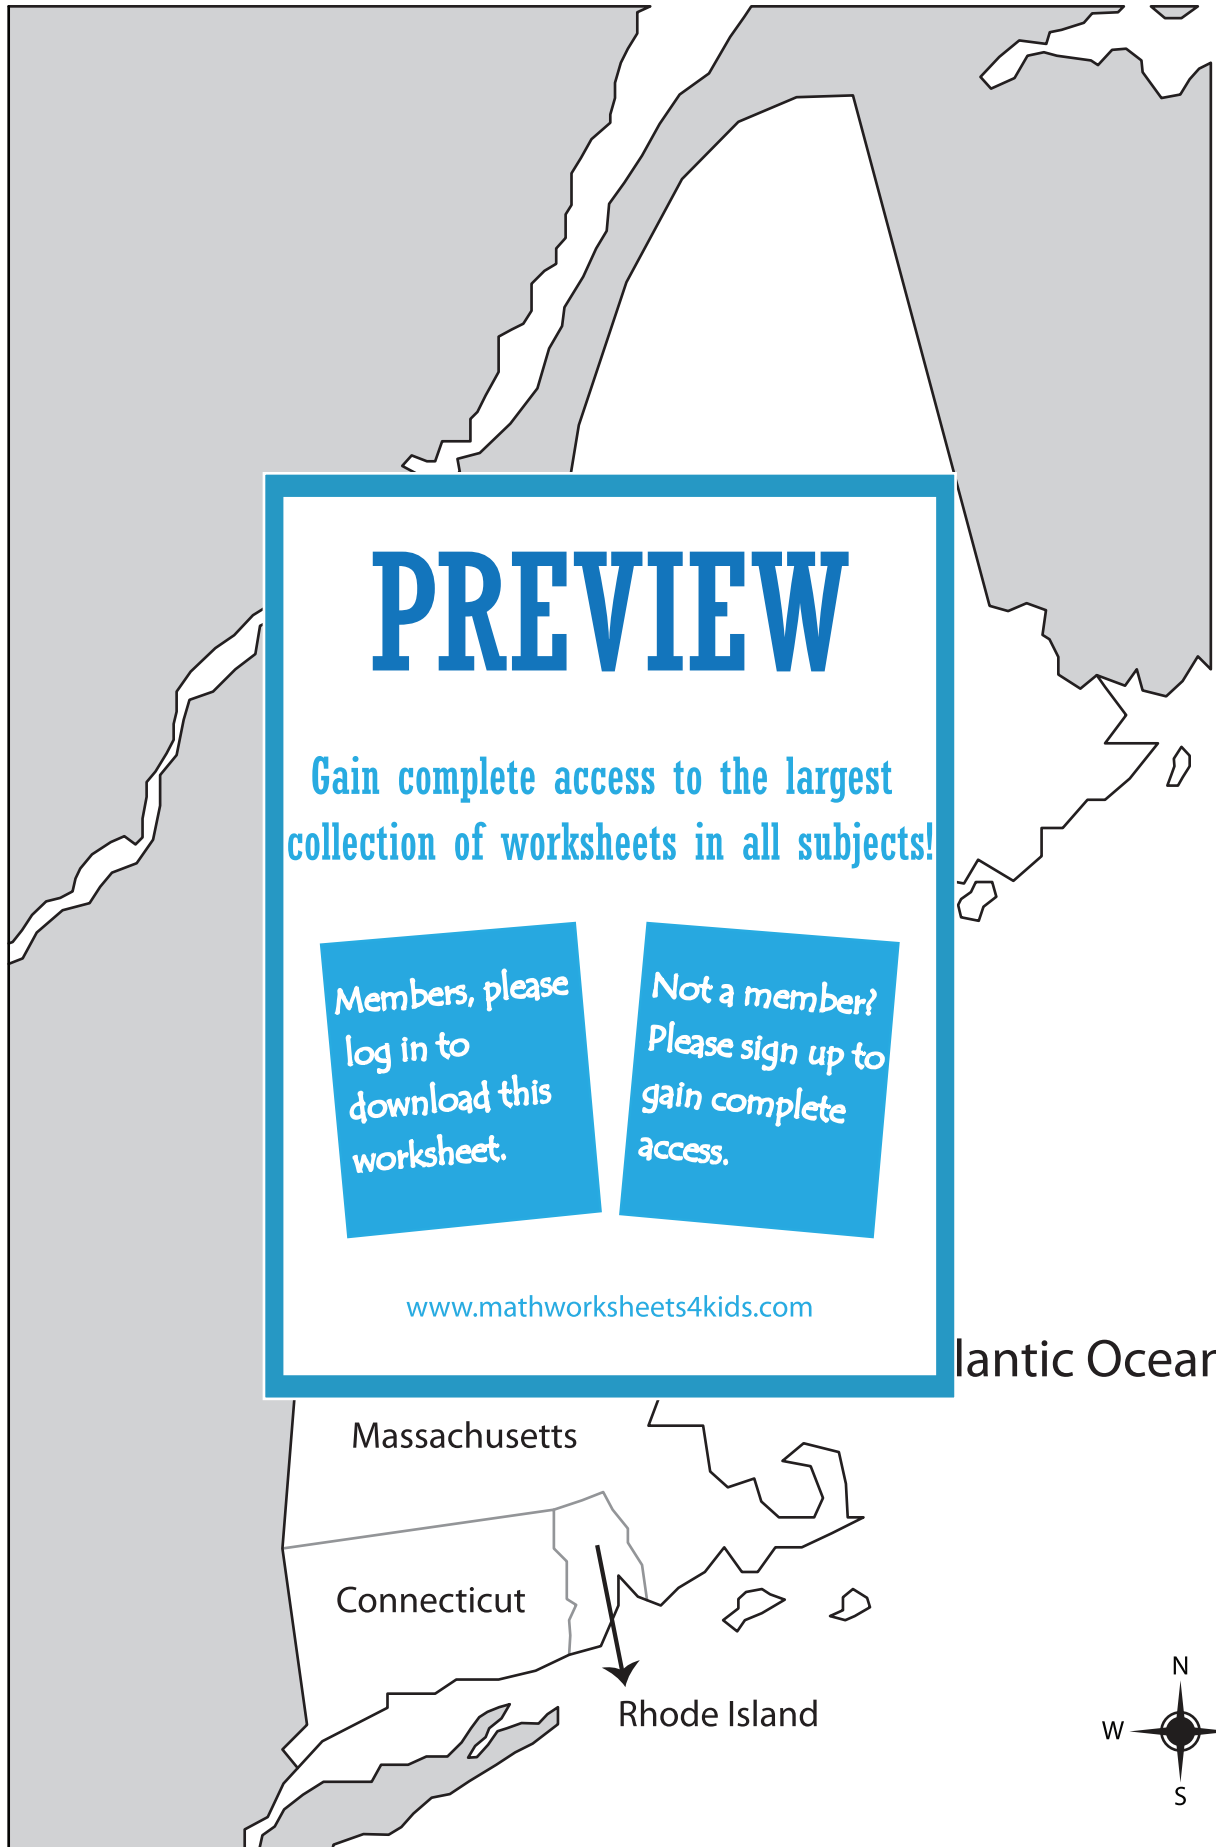 PREVIEW
Gain complete access to the largest
collection of worksheets in all subjects!
Members, please
log in to
download this
worksheet.
Not a member?
Please sign up to
gain complete
access.
www.mathworksheets4kids.com
lantic Ocean
Massachusetts
Connecticut
Rhode Island
N
W
S